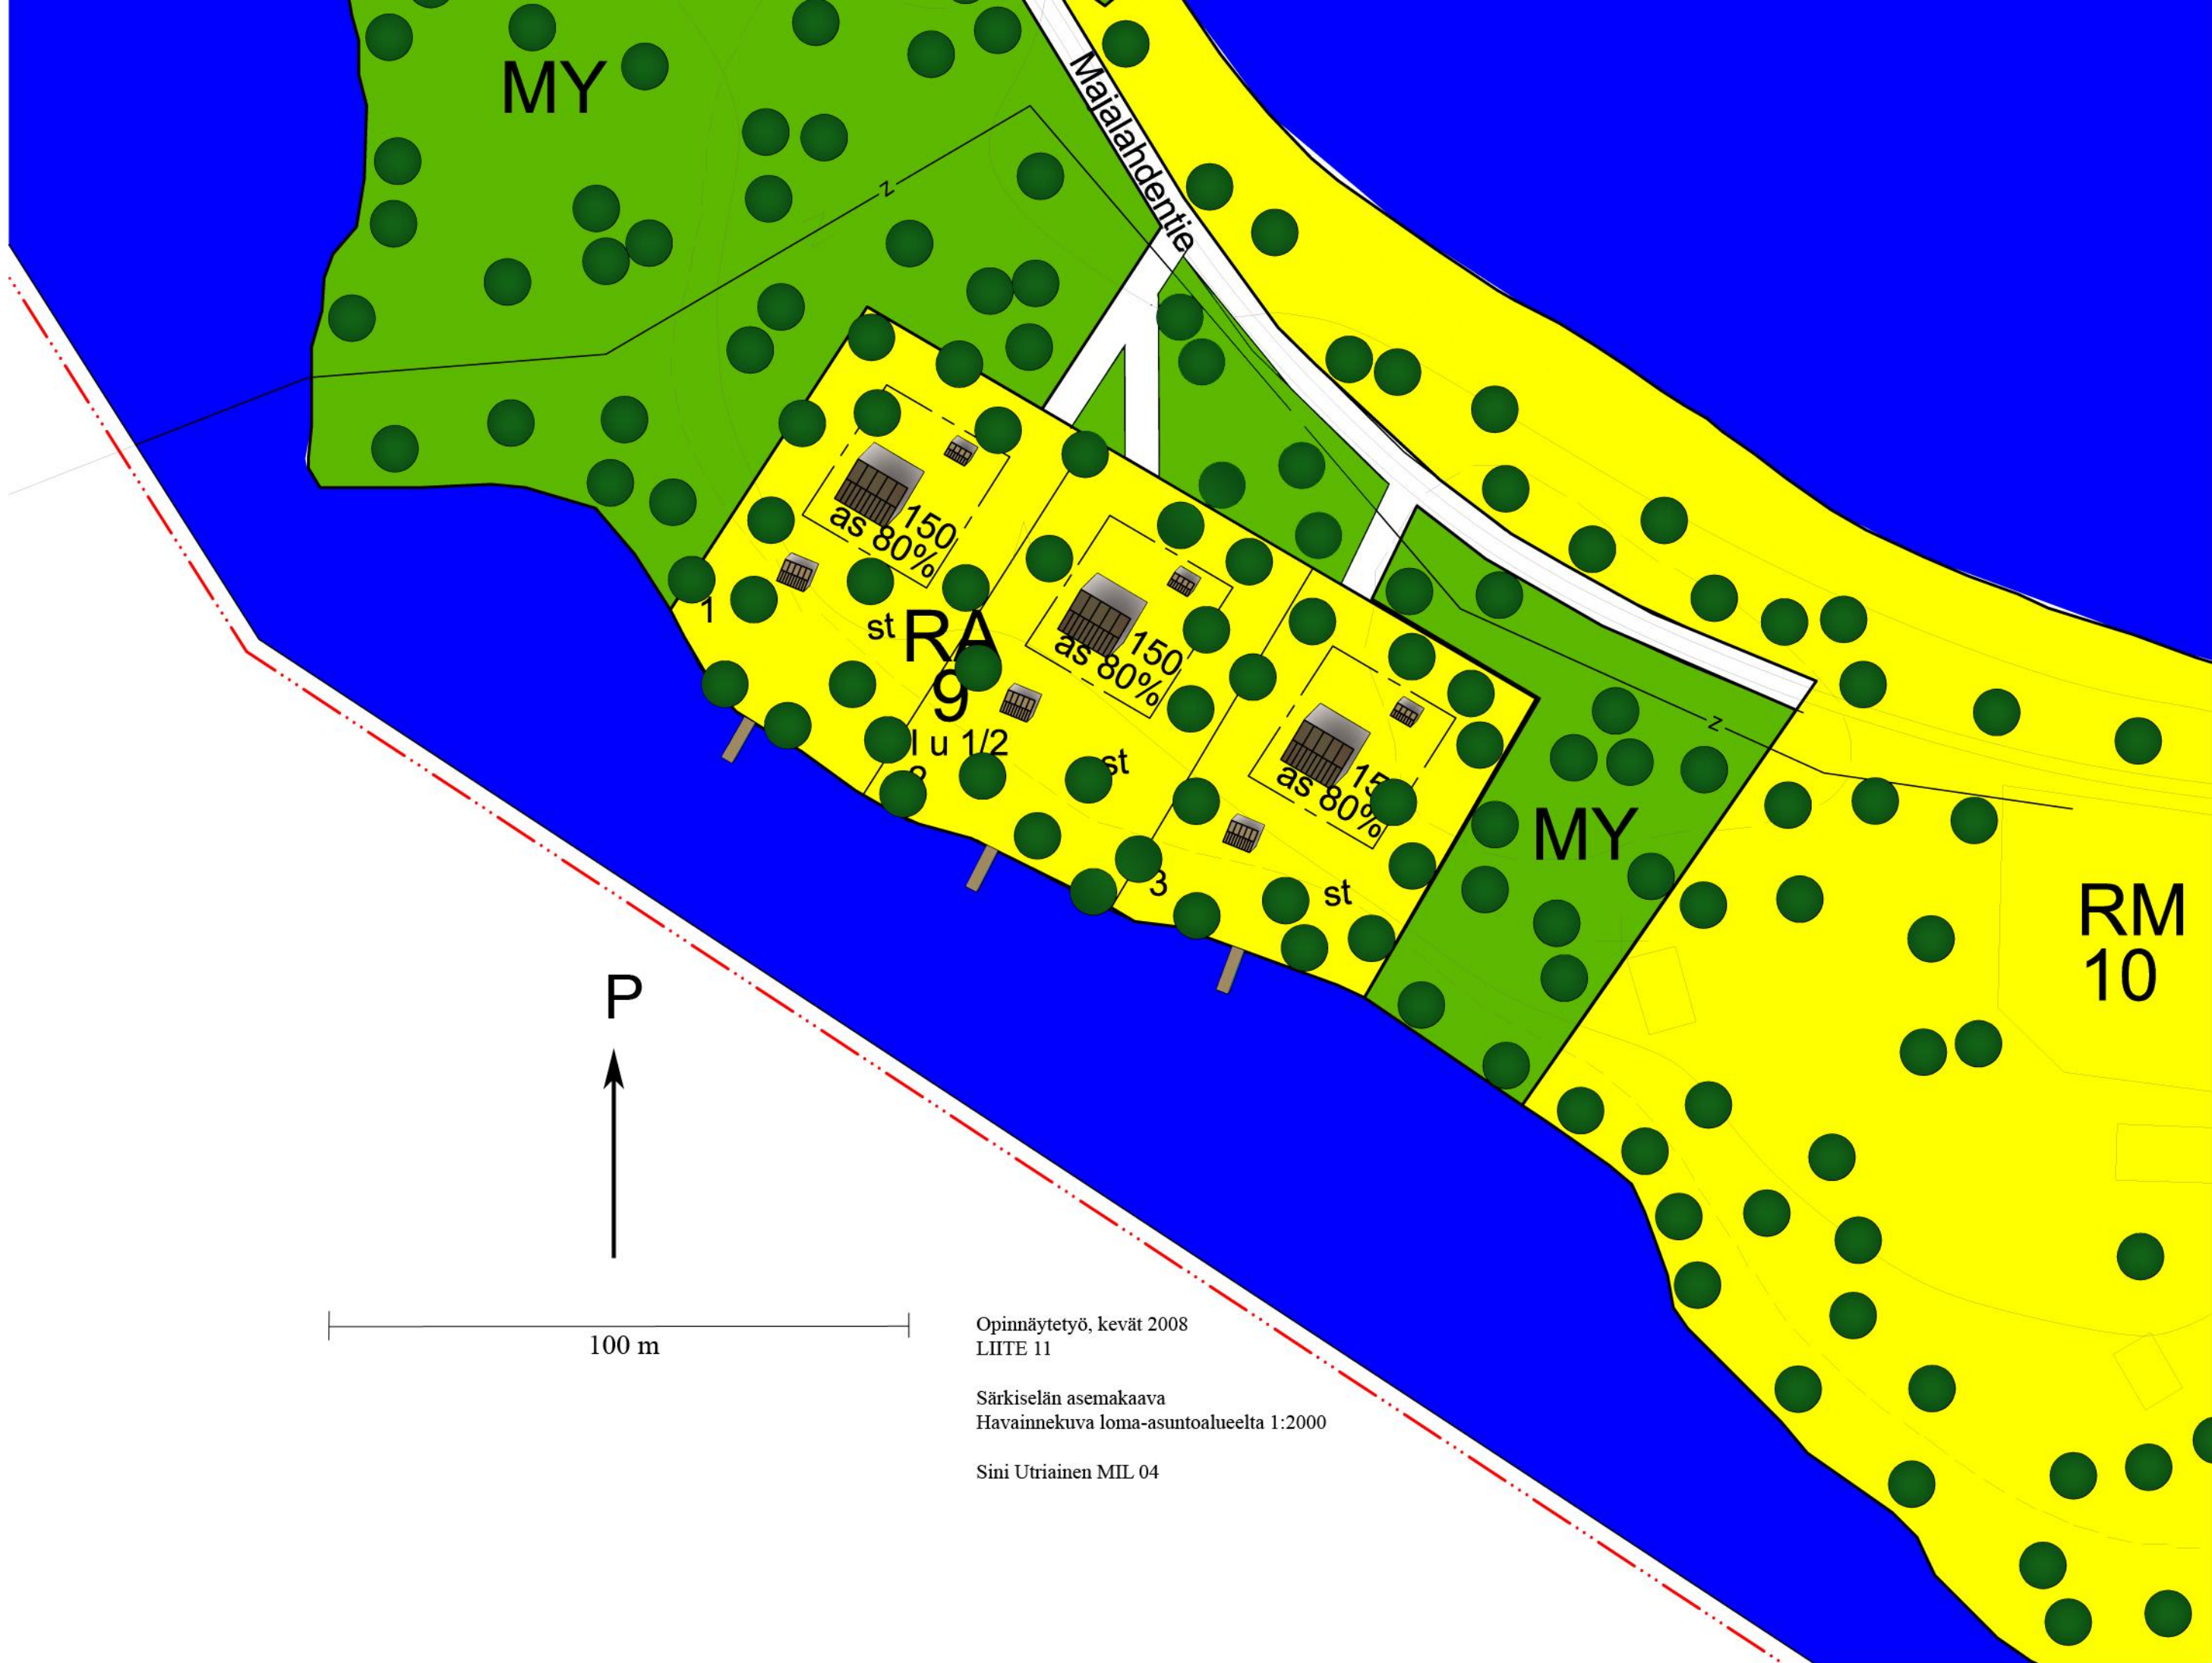 MY
Majalahdentie
z
150
as 80%
1
st
RA
9
I u 1/2
150
as 80%
st
as 80%
3
st
z
MY
RM
10
P
100 m
Opinnäytetyö, kevät 2008
LIITE 11
Särkiselän asemakaava
Havainnekuva loma-asuntoalueelta 1:2000
Sini Utriainen MIL 04